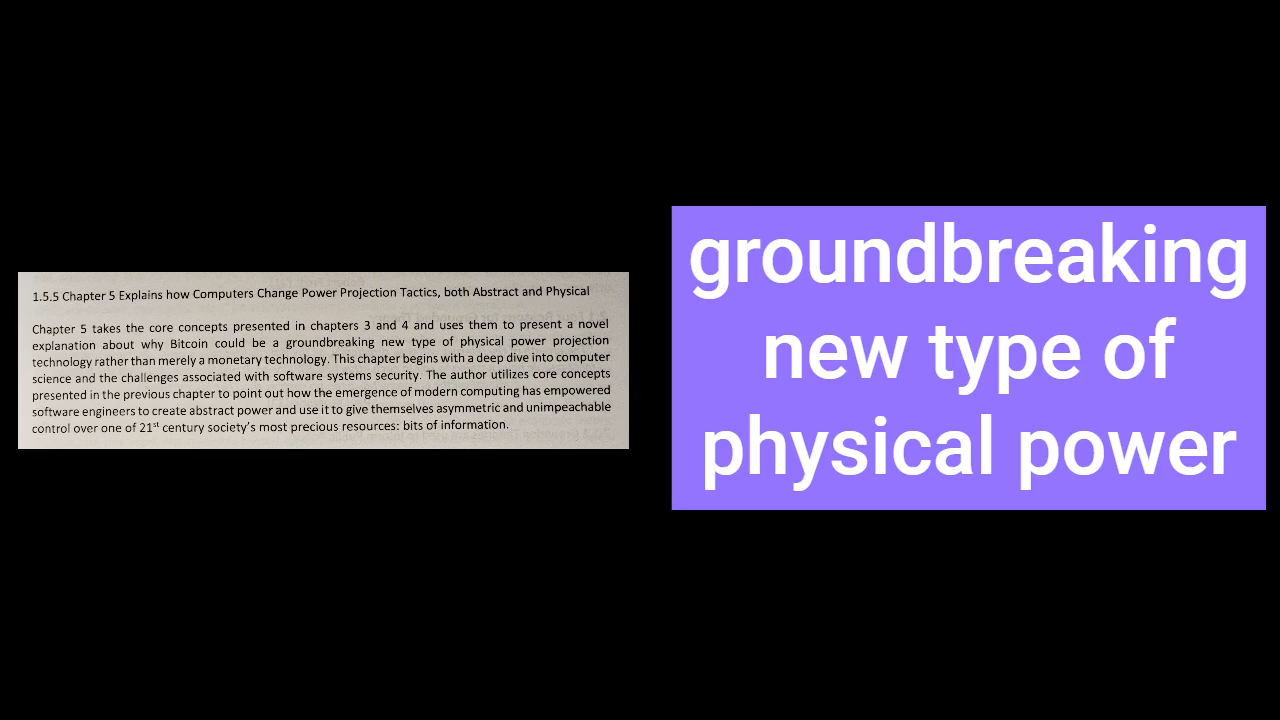 1.5.5 Chapter 5 Explains how Computers Change Power Projection Tactics, both Abstract and Physical
Chapter 5 takes the core concepts presented in chapters 3 and 4 and uses them to present a novel
explanation about why Bitcoin could be a groundbreaking new type of physical power projection
technology rather than merely a monetary technology. This chapter begins with a deep dive into computer
science and the challenges associated with software systems security. The author utilizes core concepts
presented in the previous chapter to point out how the emergence of modern computing has empowered
software engineers to create abstract power and use it to give themselves asymmetric and unimpeachable
control over one of 21st century society's most precious resources: bits of information.
groundbreaking
new type of
physical power